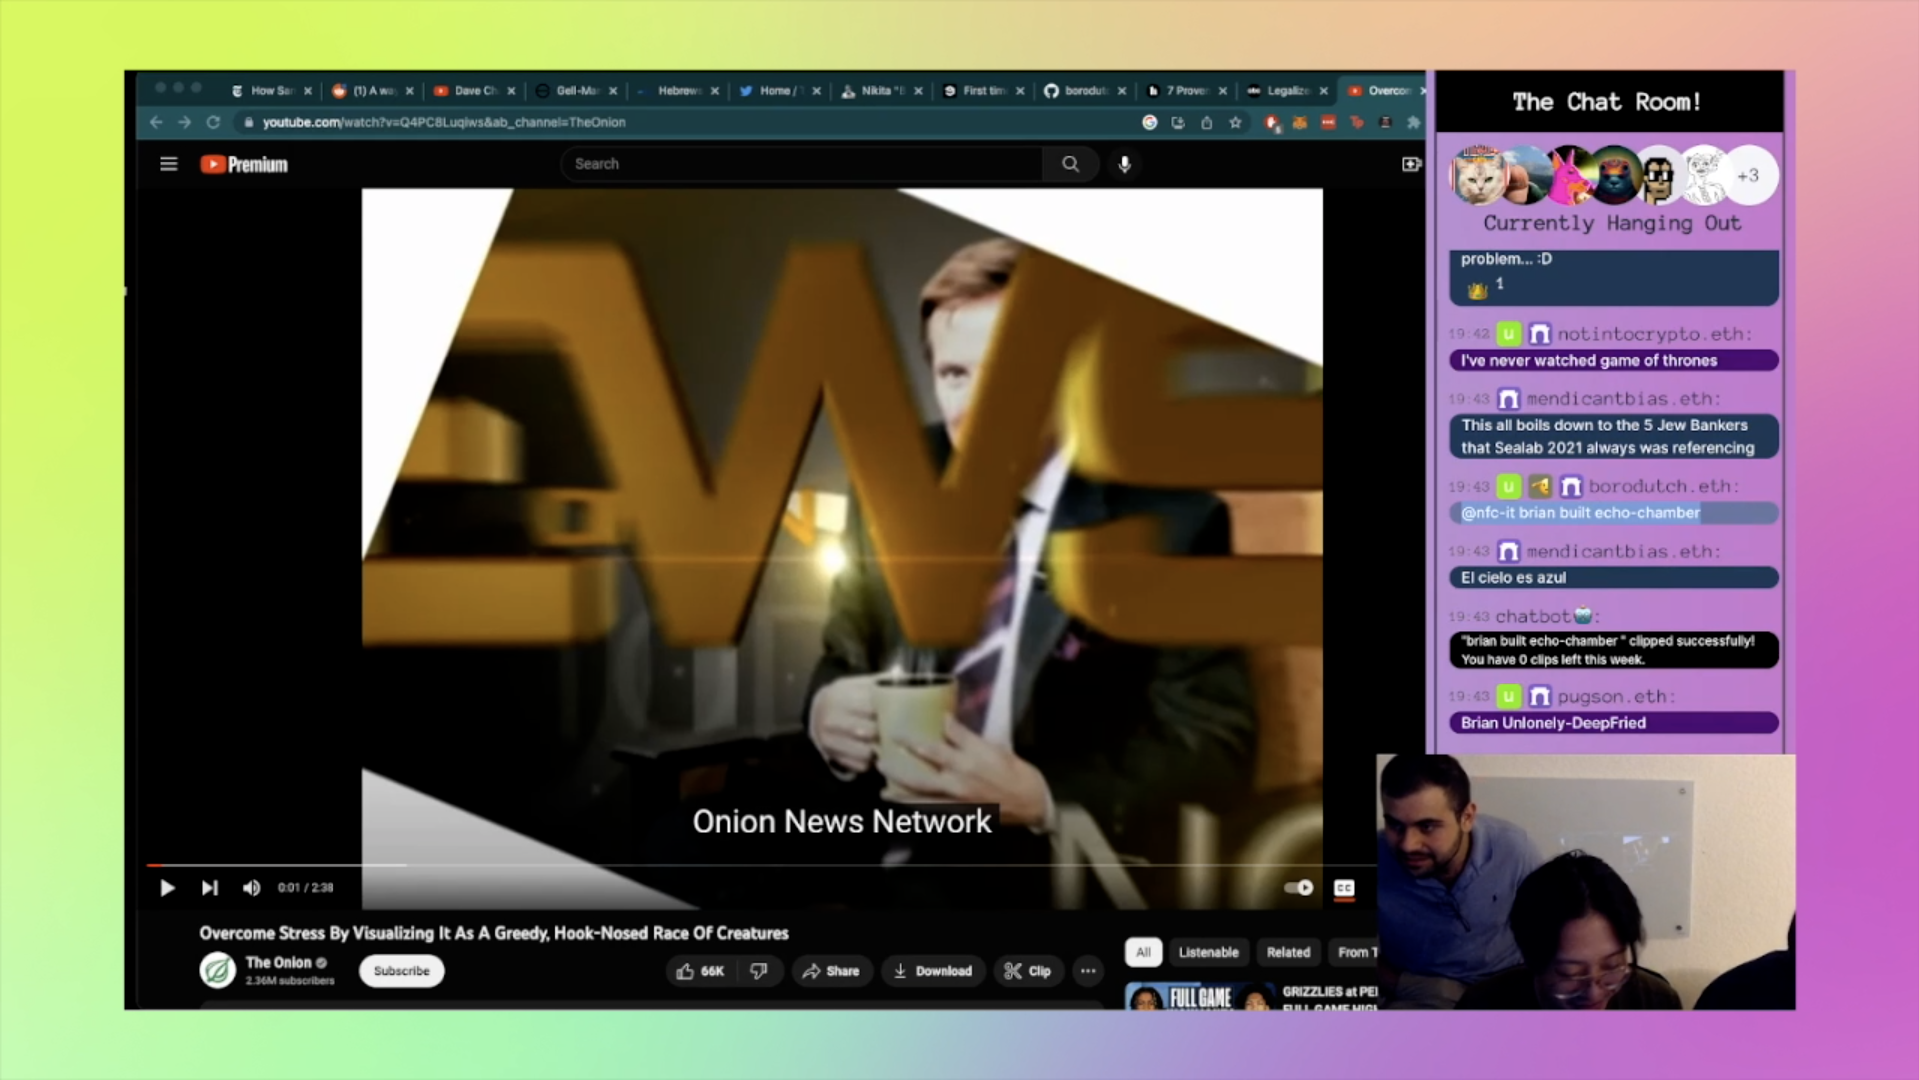 How Sar
(1) A wa
Dave Ch
Gell-Ma
Hebrews
Home / T
Nikita "B
First tim
borodut
7 Prover
Legalize
Overcom
youtube.com/watch?v=Q4PC8Luqiws&ab_channel=TheOnion
Premium
Search
EWS
Onion News Network
0:01 / 2:38
CC
Overcome Stress By Visualizing It As A Greedy, Hook-Nosed Race Of Creatures
The Onion
2.36M subscribers
Subscribe
66K
Share
Download
Clip
All
Listenable
Related
From T
FULL GAME
GRIZZLIES at PE
The Chat Room!
+3
Currently Hanging Out
problem... :D
1
19:42 u notintocrypto.eth:
I've never watched game of thrones
19:43 mendicantbias.eth:
This all boils down to the 5 Jew Bankers
that Sealab 2021 always was referencing
19:43 u borodutch.eth:
@nfc-it brian built echo-chamber
19:43 mendicantbias.eth:
El cielo es azul
19:43 chatbot:
"brian built echo-chamber " clipped successfully!
You have 0 clips left this week.
19:43 u pugson.eth:
Brian Unlonely-DeepFried